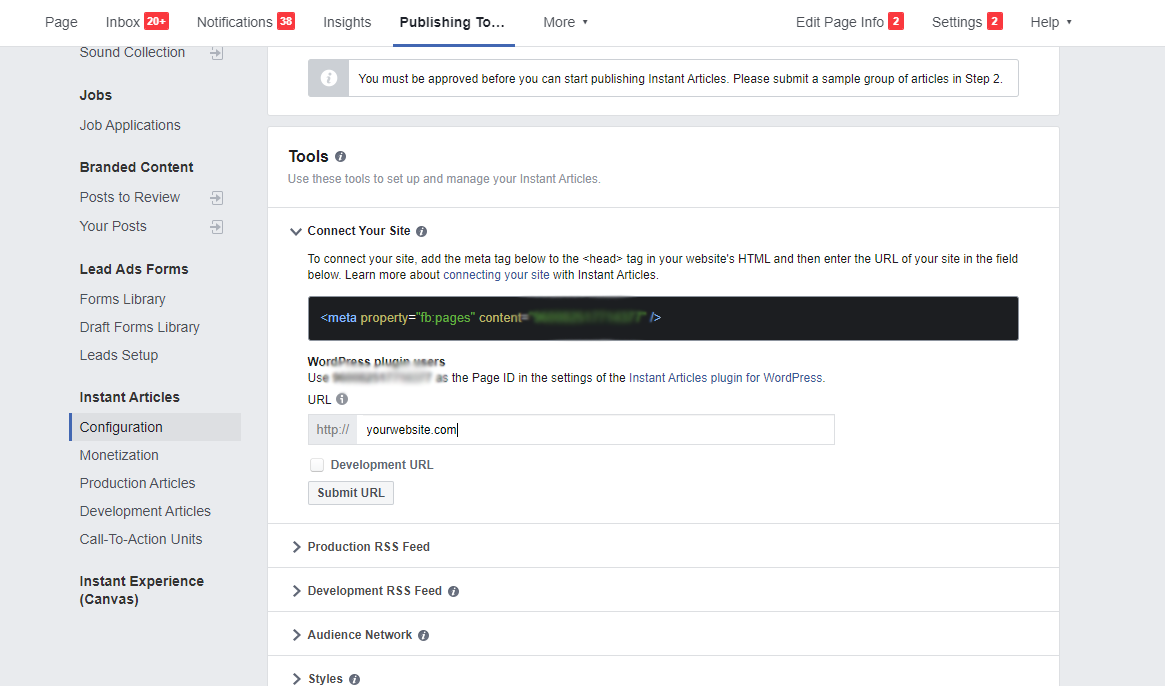 Page Inbox 20+ Notifications 38 Insights Publishing To... More Edit Page Info 2 Settings 2 Help
Sound Collection
Jobs
Job Applications
Branded Content
Posts to Review
Your Posts
Lead Ads Forms
Forms Library
Draft Forms Library
Leads Setup
Instant Articles
Configuration
Monetization
Production Articles
Development Articles
Call-To-Action Units
Instant Experience
(Canvas)
You must be approved before you can start publishing Instant Articles. Please submit a sample group of articles in Step 2.
Tools
Use these tools to set up and manage your Instant Articles.
Connect Your Site
To connect your site, add the meta tag below to the <head> tag in your website's HTML and then enter the URL of your site in the field
below. Learn more about connecting your site with Instant Articles.
<meta property="fb:pages" content=" " />
WordPress plugin users
Use as the Page ID in the settings of the Instant Articles plugin for WordPress.
URL
http:// yourwebsite.com
Development URL
Submit URL
Production RSS Feed
Development RSS Feed
Audience Network
Styles